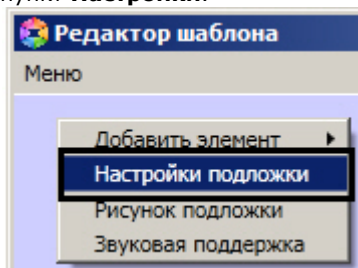 Редактор шаблона
Меню
Добавить элемент
Настройки подложки
Рисунок подложки
Звуковая поддержка